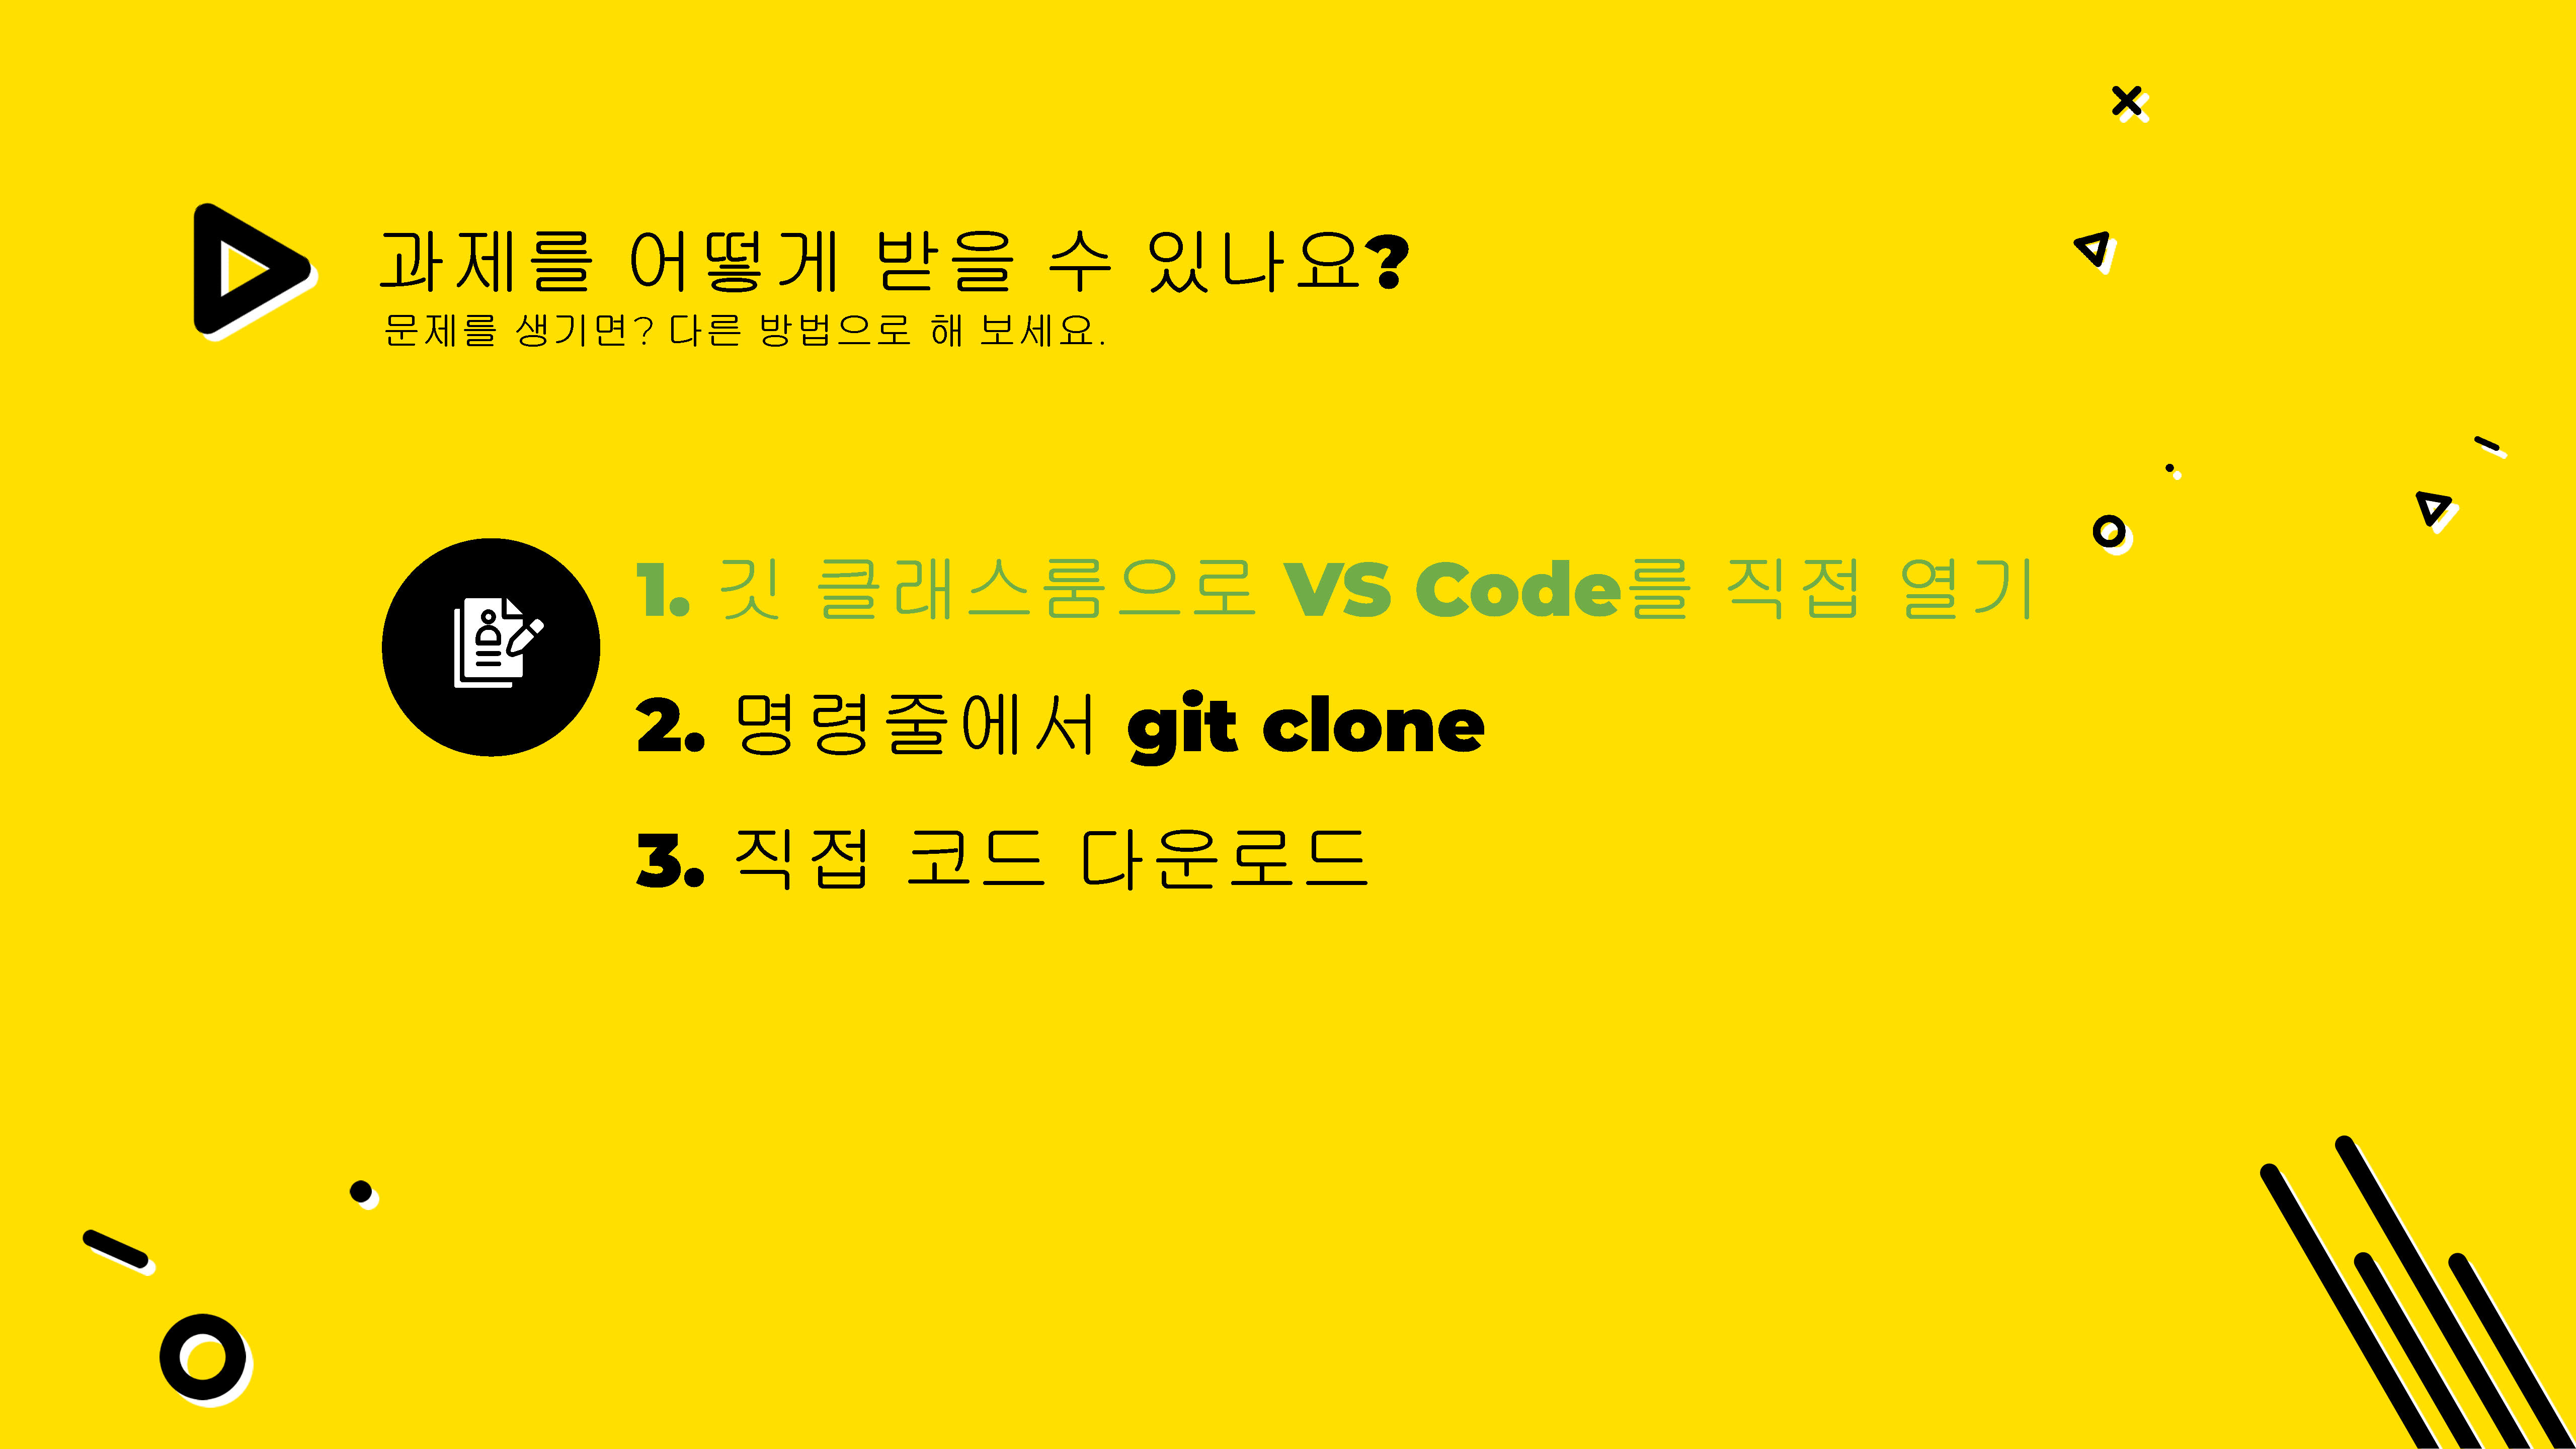 과제를 어떻게 받을 수 있나요?
문제를 생기면? 다른 방법으로 해 보세요.
1. 깃 클래스룸으로 VS Code를 직접 열기
2. 명령줄에서 git clone
3. 직접 코드 다운로드